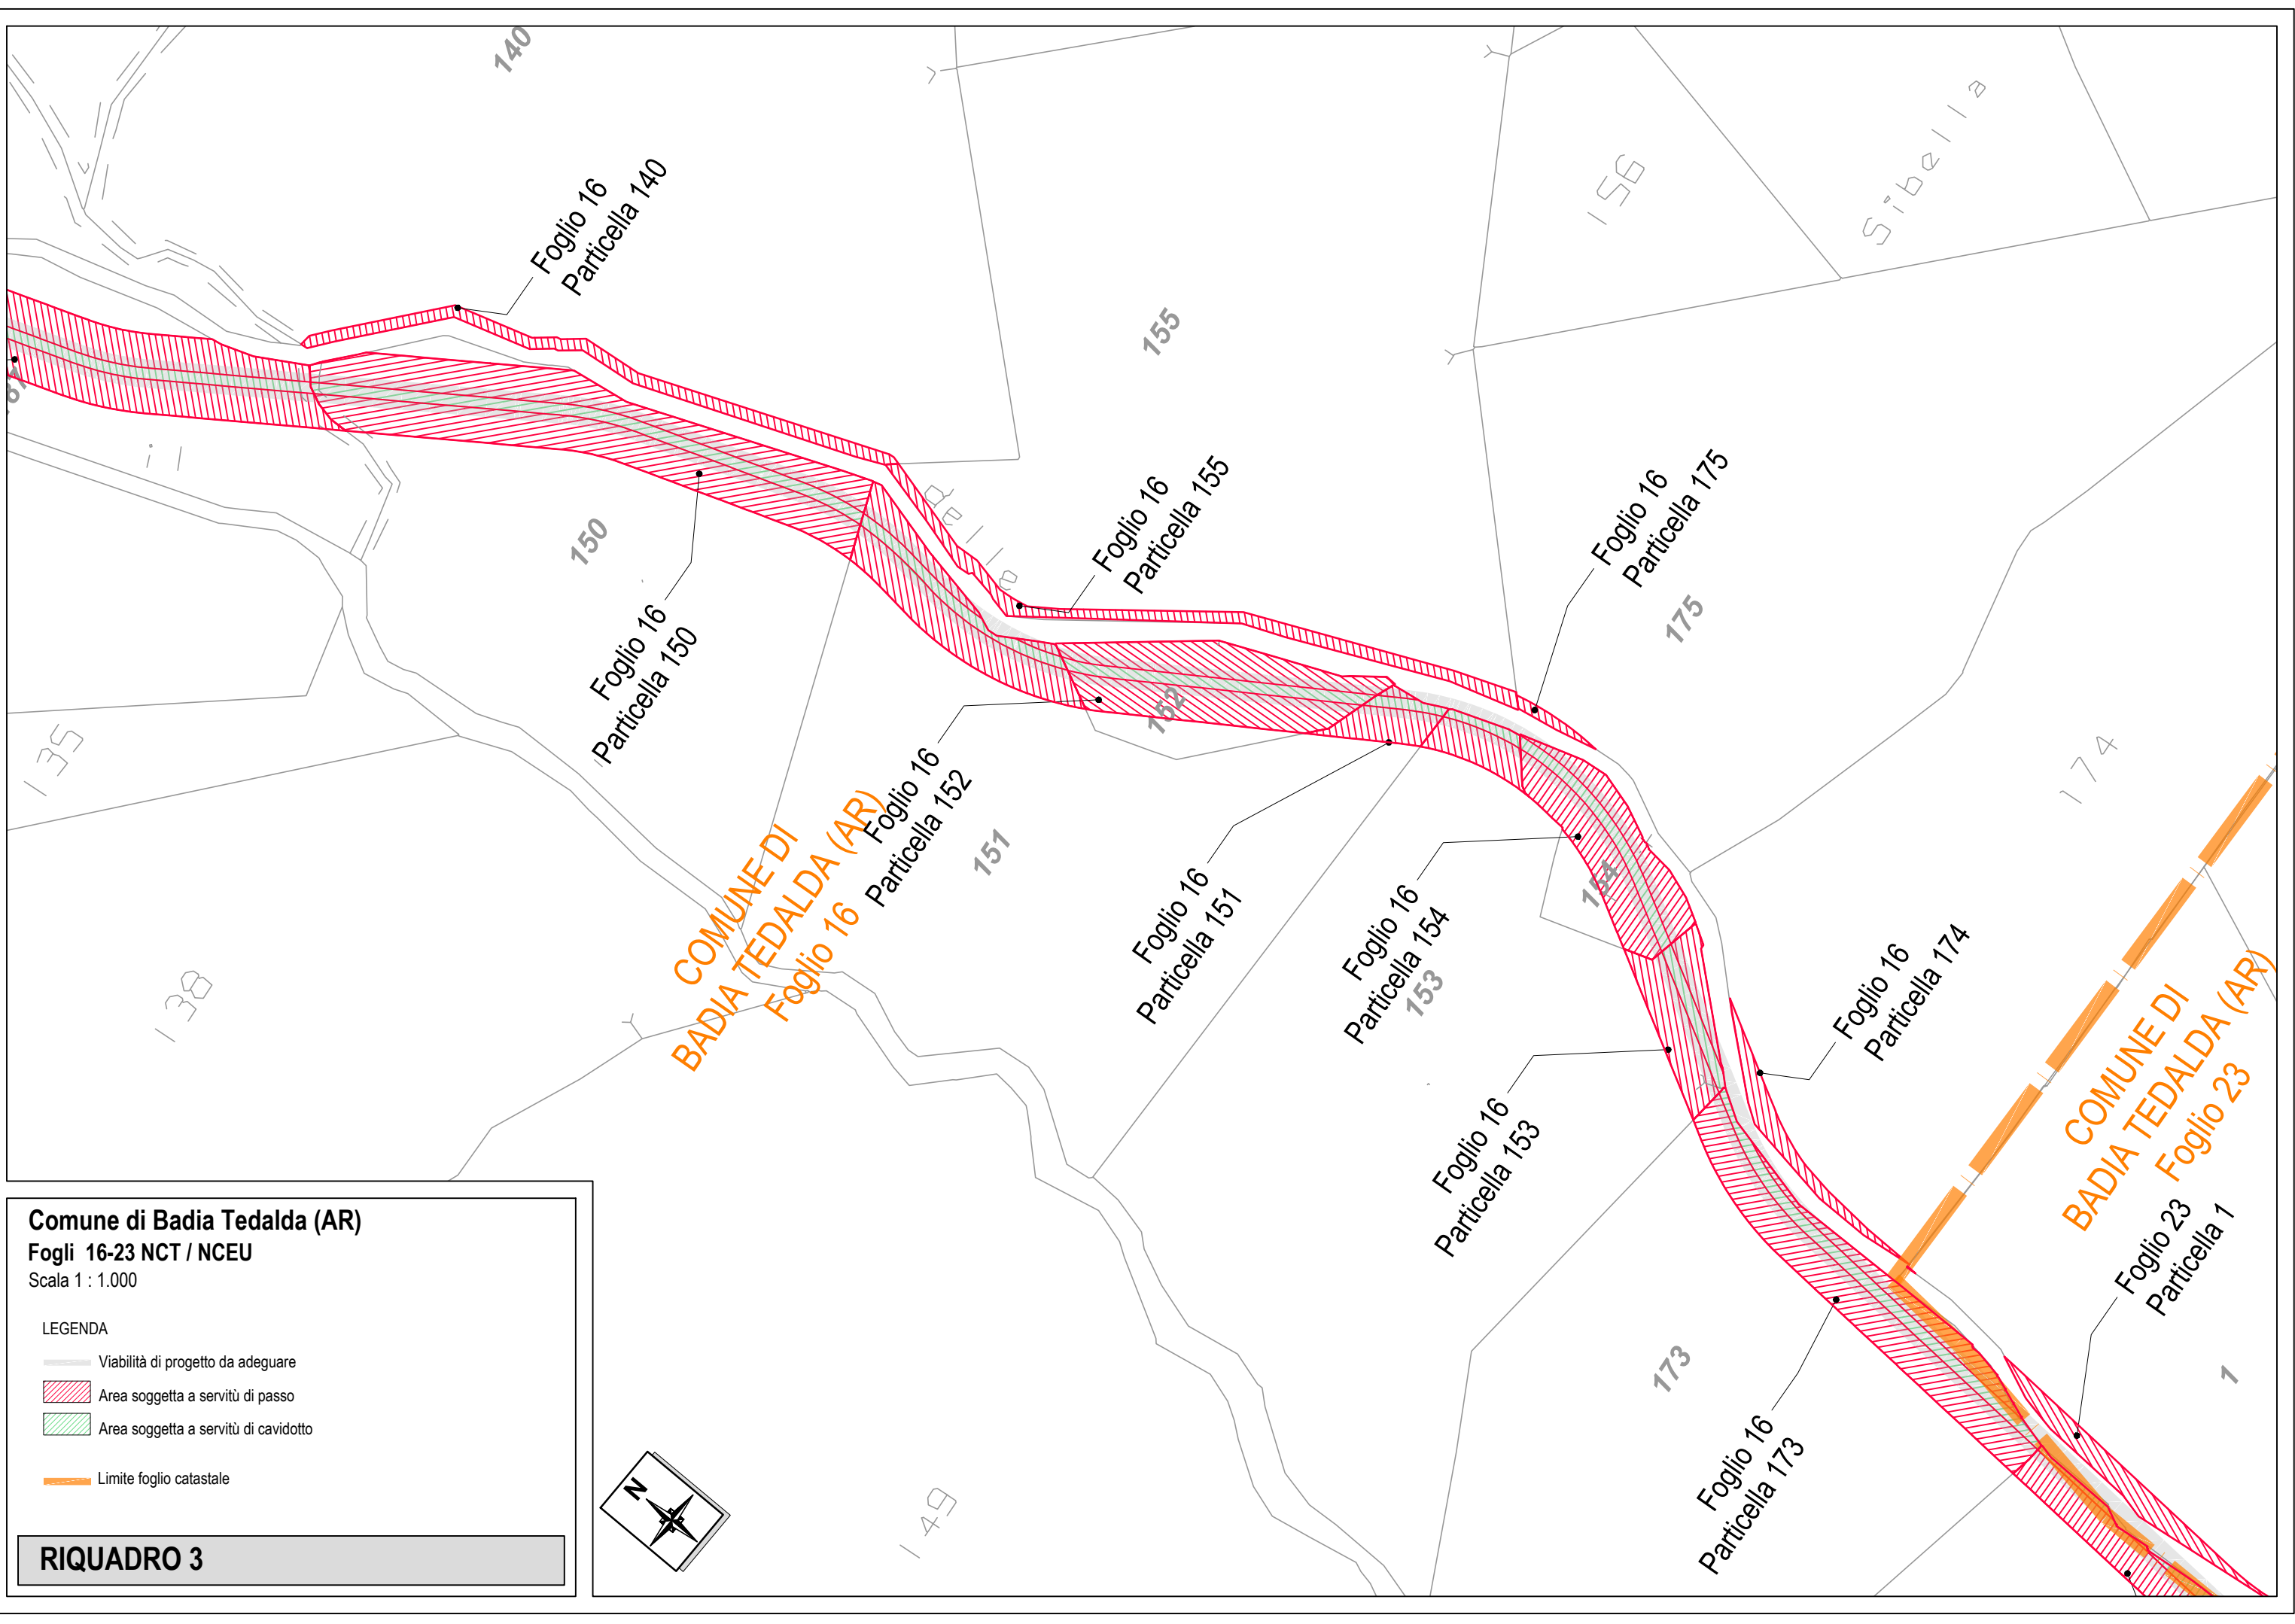 140
Foglio 16
Particella 140
155
156
Sibella
Foglio 16
Particella 155
Foglio 16
Particella 175
175
il
della
150
Foglio 16
Particella 150
152
135
Foglio 16
Particella 152
151
COMUNE DI
BADIA TEDALDA (AR)
Foglio 16
Foglio 16
Particella 151
Foglio 16
Particella 154
154
153
174
Foglio 16
Particella 174
138
Foglio 16
Particella 153
COMUNE DI
BADIA TEDALDA (AR)
Foglio 23
Foglio 23
Particella 1
1
173
Foglio 16
Particella 173
149
N
Comune di Badia Tedalda (AR)
Fogli 16-23 NCT / NCEU
Scala 1 : 1.000
LEGENDA
Viabilità di progetto da adeguare
Area soggetta a servitù di passo
Area soggetta a servitù di cavidotto
Limite foglio catastale
RIQUADRO 3